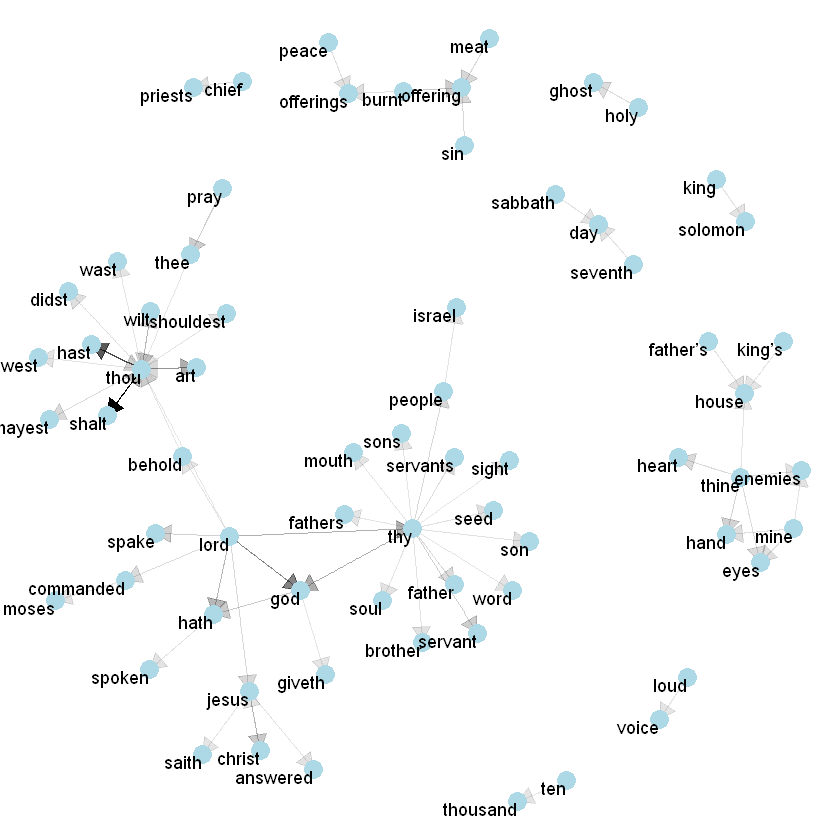 peace
meat
priests
chief
offerings
burnt
offering
ghost
holy
sin
pray
sabbath
king
day
solomon
thee
wast
seventh
didst
wilt
shouldest
israel
west
hast
thou
art
father's
king's
people
house
mayest
shalt
behold
sons
mouth
servants
sight
heart
thine
enemies
fathers
seed
spake
lord
thy
son
hand
mine
eyes
commanded
moses
god
soul
father
word
hath
brother
servant
spoken
giveth
jesus
loud
voice
saith
christ
answered
ten
thousand